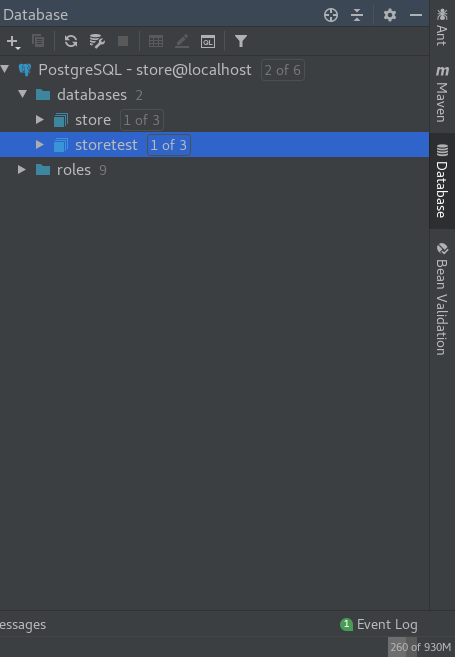 Database
QL
PostgreSQL - store@localhost 2 of 6
databases 2
store 1 of 3
storetest 1 of 3
roles 9
Ant
m Maven
Database
Bean Validation
essages
1 Event Log
260 of 930M